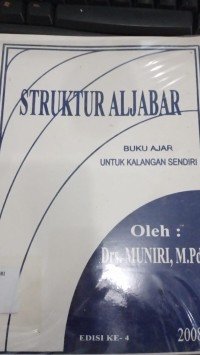 STRUKTUR ALJABAR
BUKU AJAR
UNTUK KALANGAN SENDIRI
Oleh :
Drs. MUNIRI, M.Pd
EDISI KE- 4
2008